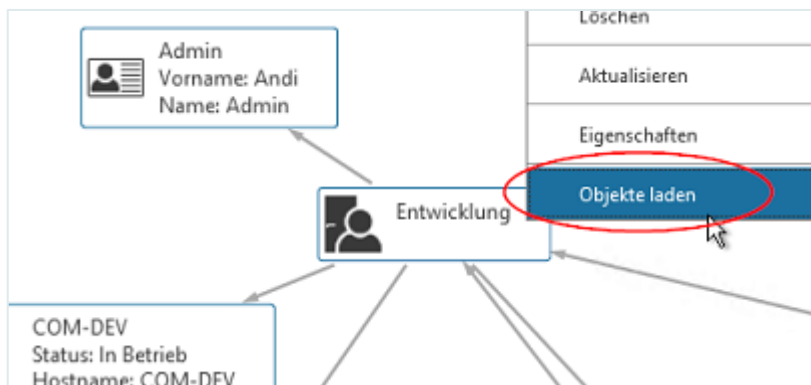 Löschen
Admin
Vorname: Andi
Name: Admin
Aktualisieren
Eigenschaften
Objekte laden
Entwicklung
COM-DEV
Status: In Betrieb
Hostname: COM-DEV